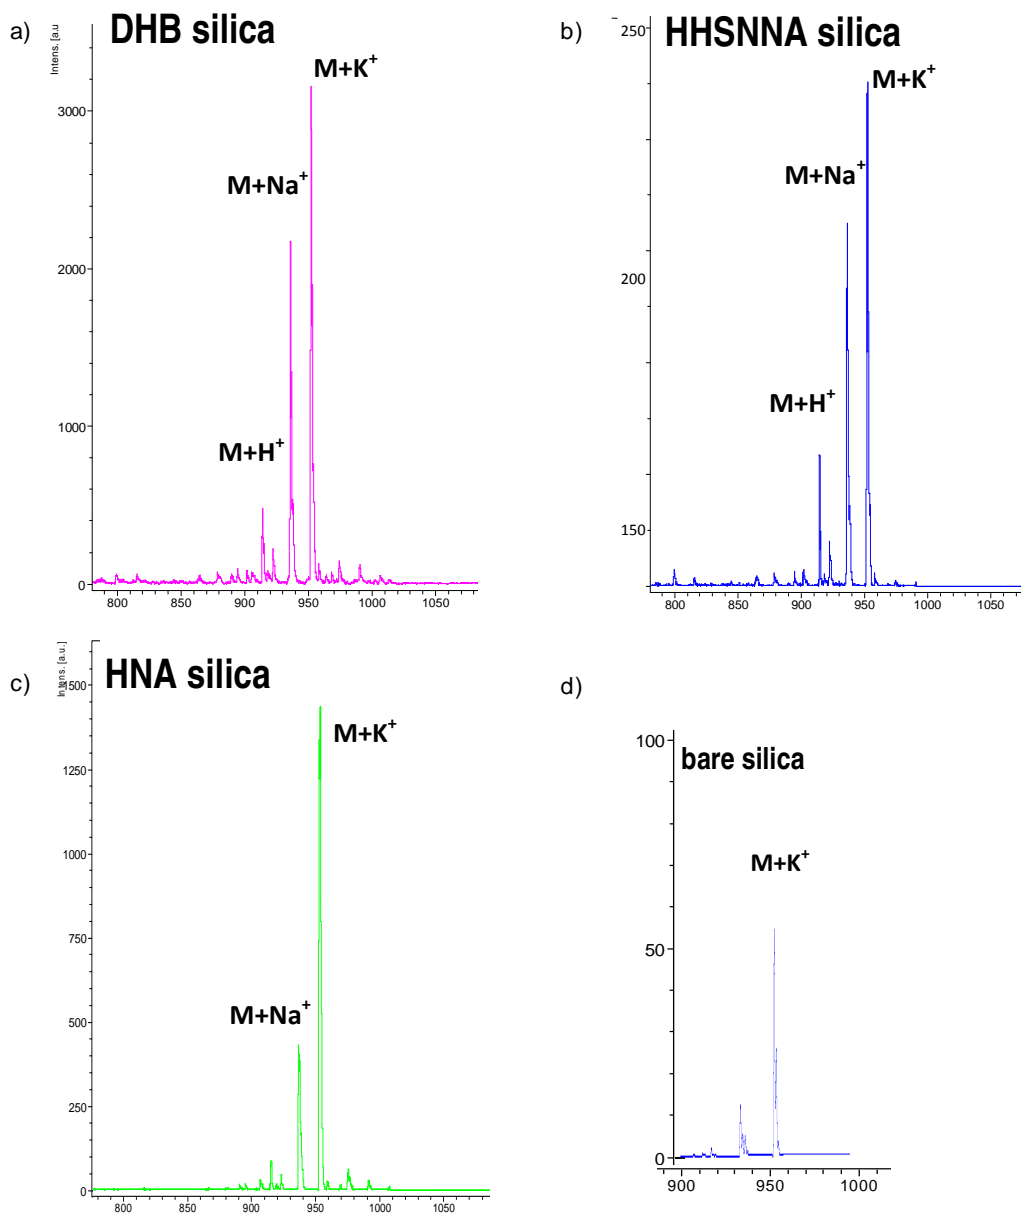 a)
DHB silica
Intens. [a.u
M+K+
3000
M+Na+
2000
M+H+
1000
0
800 850 900 950 1000 1050
b)
HHSNNA silica
250
M+K+
M+Na+
200
M+H+
150
800 850 900 950 1000 1050
c)
HNA silica
Intens. [a.u.]
1500
M+K+
1250
1000
750
M+Na+
500
250
0
800 850 900 950 1000 1050
d)
100
bare silica
M+K+
50
0
900 950 1000